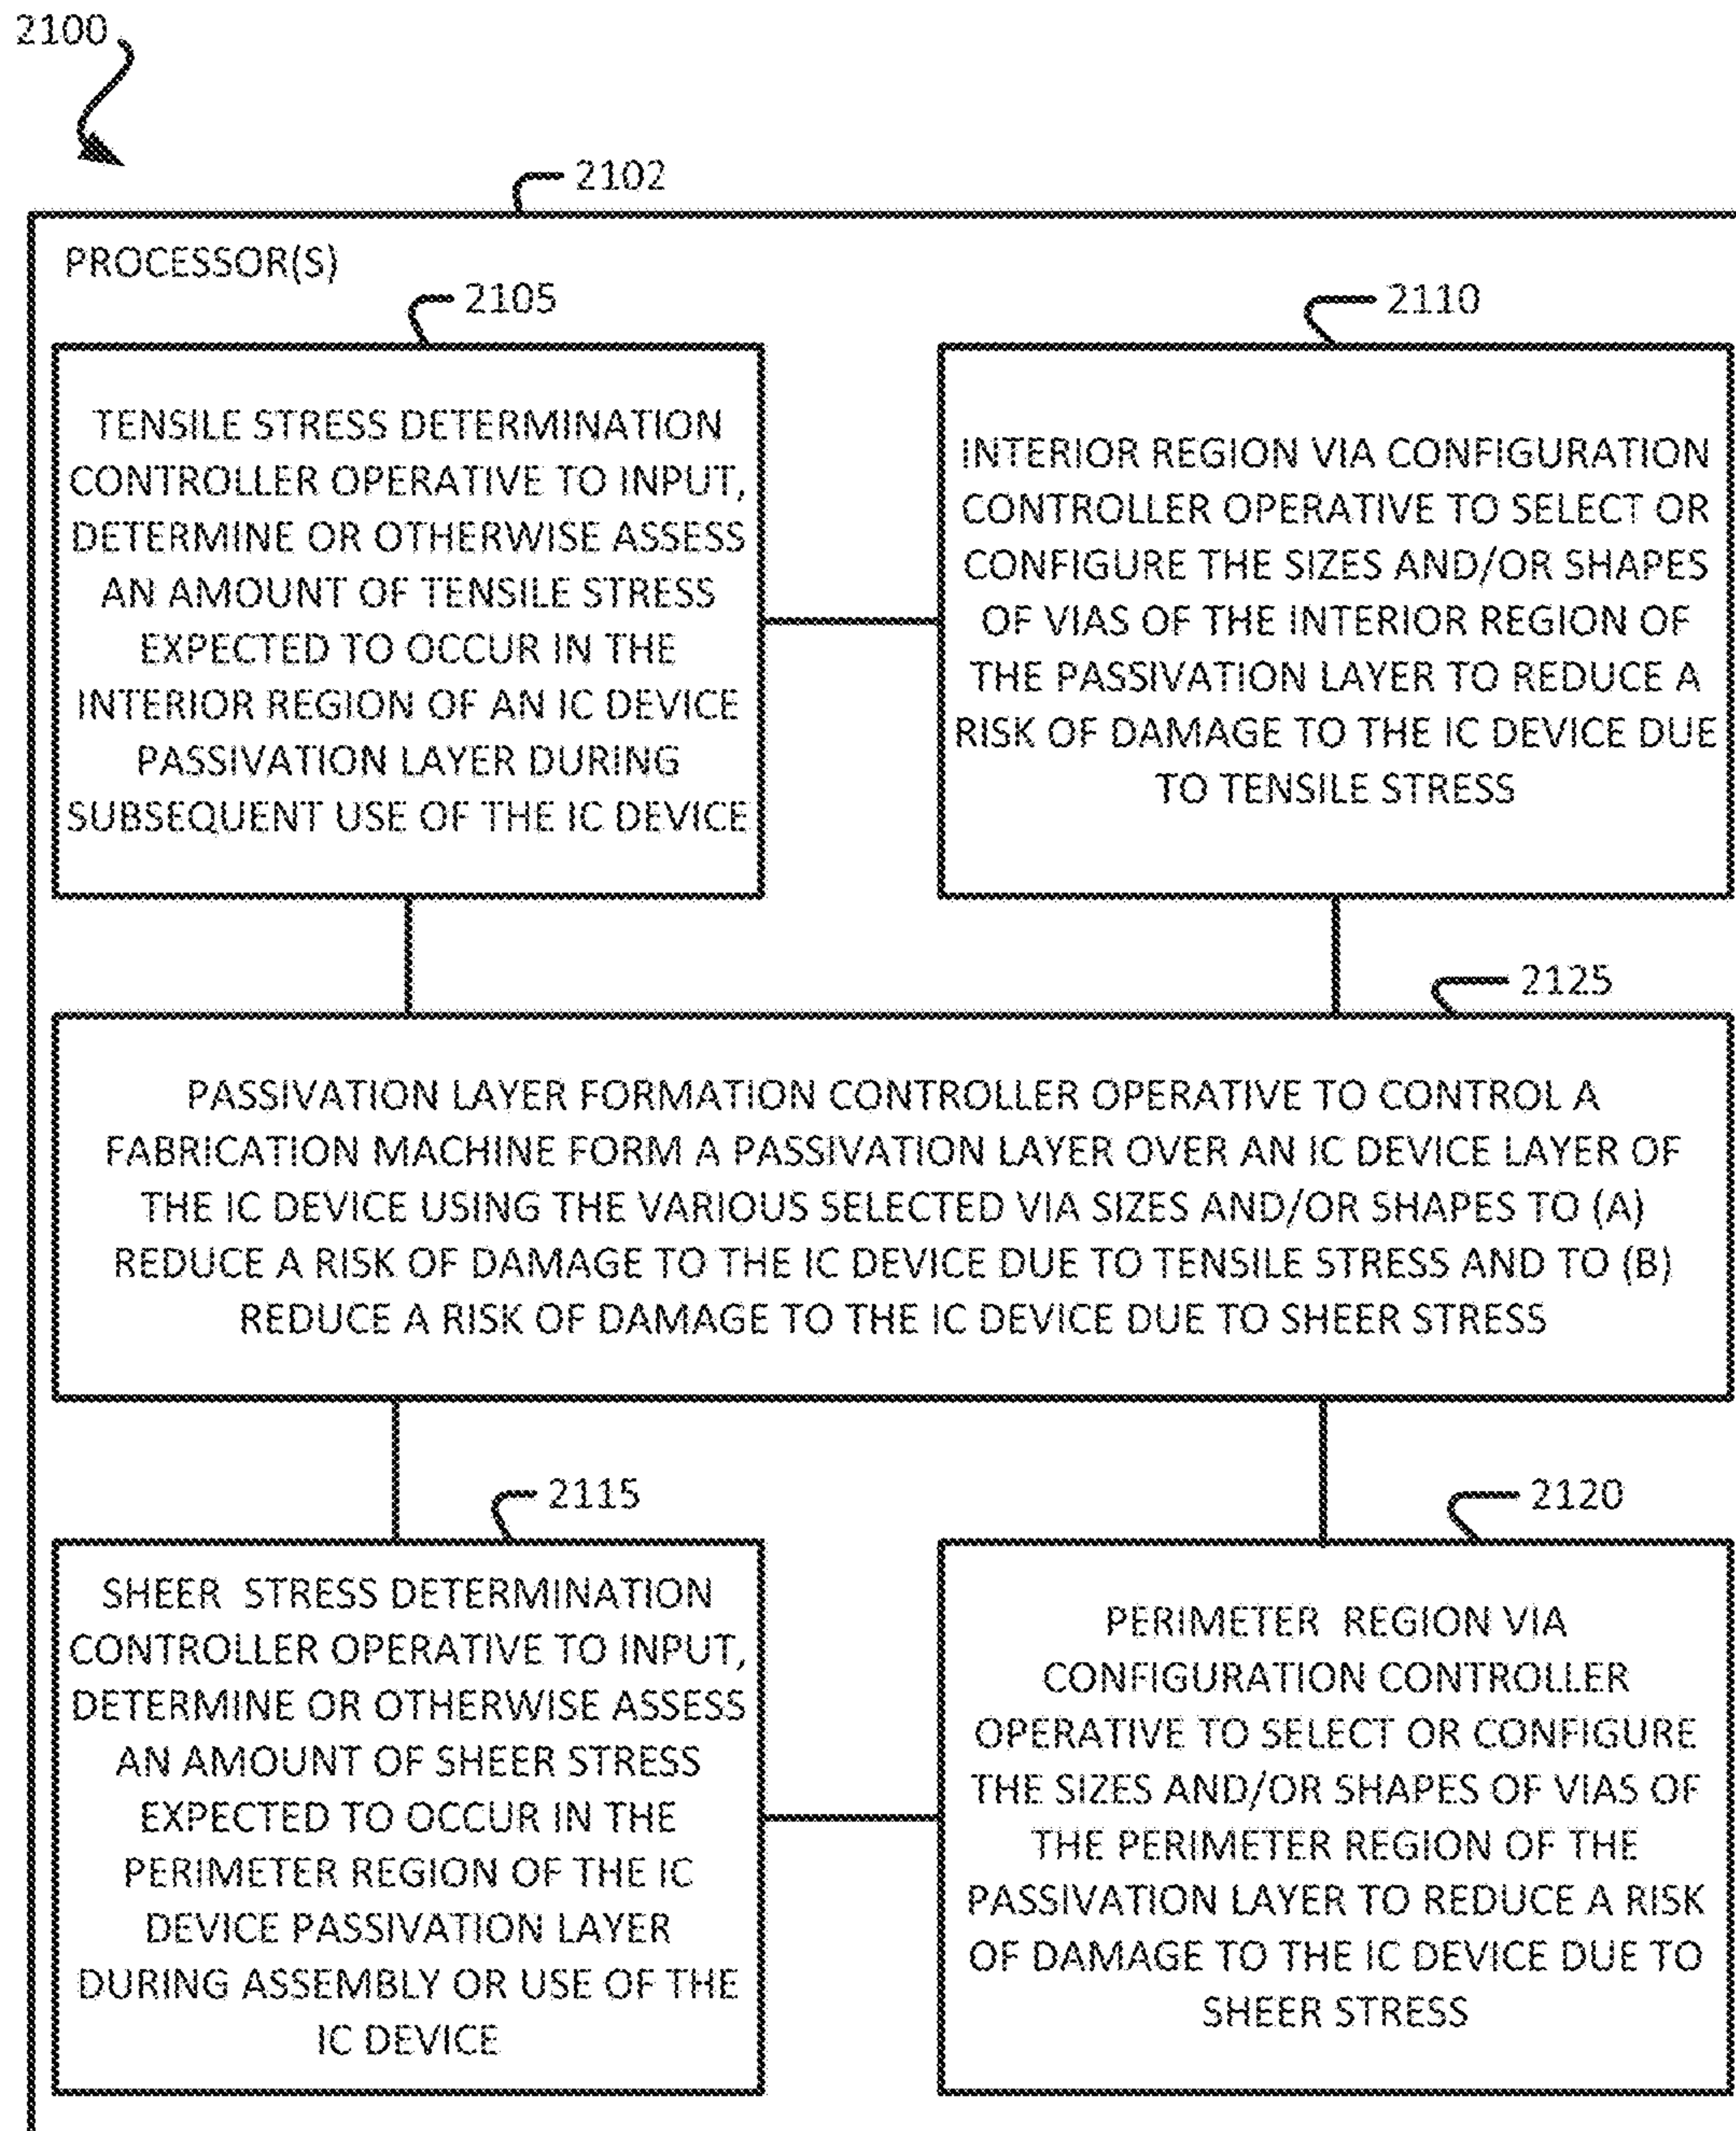 2100
2102
PROCESSOR(S)
2105
TENSILE STRESS DETERMINATION
CONTROLLER OPERATIVE TO INPUT,
DETERMINE OR OTHERWISE ASSESS
AN AMOUNT OF TENSILE STRESS
EXPECTED TO OCCUR IN THE
INTERIOR REGION OF AN IC DEVICE
PASSIVATION LAYER DURING
SUBSEQUENT USE OF THE IC DEVICE
2110
INTERIOR REGION VIA CONFIGURATION
CONTROLLER OPERATIVE TO SELECT OR
CONFIGURE THE SIZES AND/OR SHAPES
OF VIAS OF THE INTERIOR REGION OF
THE PASSIVATION LAYER TO REDUCE A
RISK OF DAMAGE TO THE IC DEVICE DUE
TO TENSILE STRESS
2125
PASSIVATION LAYER FORMATION CONTROLLER OPERATIVE TO CONTROL A
FABRICATION MACHINE FORM A PASSIVATION LAYER OVER AN IC DEVICE LAYER OF
THE IC DEVICE USING THE VARIOUS SELECTED VIA SIZES AND/OR SHAPES TO (A)
REDUCE A RISK OF DAMAGE TO THE IC DEVICE DUE TO TENSILE STRESS AND TO (B)
REDUCE A RISK OF DAMAGE TO THE IC DEVICE DUE TO SHEER STRESS
2115
SHEER STRESS DETERMINATION
CONTROLLER OPERATIVE TO INPUT,
DETERMINE OR OTHERWISE ASSESS
AN AMOUNT OF SHEER STRESS
EXPECTED TO OCCUR IN THE
PERIMETER REGION OF THE IC
DEVICE PASSIVATION LAYER
DURING ASSEMBLY OR USE OF THE
IC DEVICE
2120
PERIMETER REGION VIA
CONFIGURATION CONTROLLER
OPERATIVE TO SELECT OR CONFIGURE
THE SIZES AND/OR SHAPES OF VIAS OF
THE PERIMETER REGION OF THE
PASSIVATION LAYER TO REDUCE A RISK
OF DAMAGE TO THE IC DEVICE DUE TO
SHEER STRESS